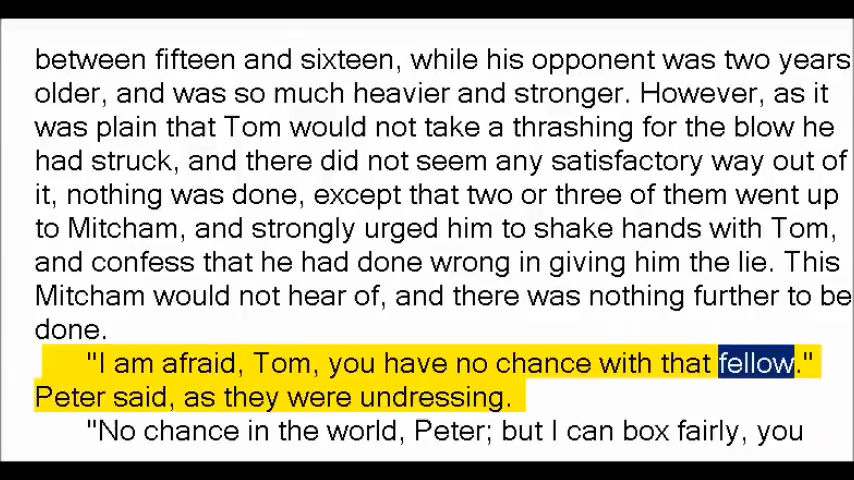 between fifteen and sixteen, while his opponent was two years
older, and was so much heavier and stronger. However, as it
was plain that Tom would not take a thrashing for the blow he
had struck, and there did not seem any satisfactory way out of
it, nothing was done, except that two or three of them went up
to Mitcham, and strongly urged him to shake hands with Tom,
and confess that he had done wrong in giving him the lie. This
Mitcham would not hear of, and there was nothing further to be
done.
"I am afraid, Tom, you have no chance with that fellow."
Peter said, as they were undressing.
"No chance in the world, Peter; but I can box fairly, you